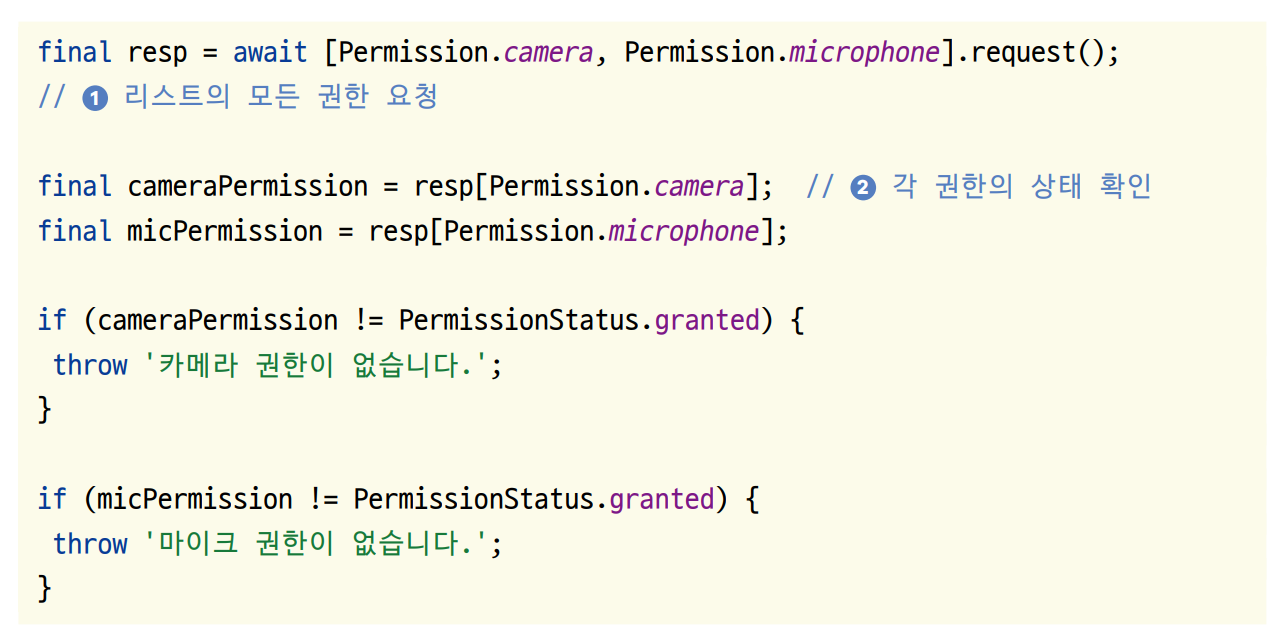 final resp = await [Permission.camera, Permission.microphone].request();
// ❶ 리스트의 모든 권한 요청
final cameraPermission = resp[Permission.camera];  // ❷ 각 권한의 상태 확인
final micPermission = resp[Permission.microphone];
if (cameraPermission != PermissionStatus.granted) {
 throw '카메라 권한이 없습니다.';
}
if (micPermission != PermissionStatus.granted) {
 throw '마이크 권한이 없습니다.';
}